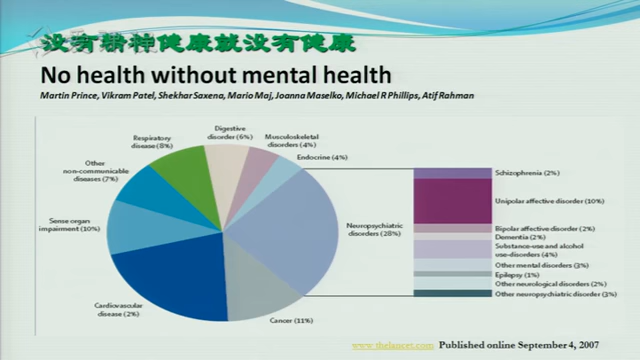 没有精神健康就没有健康
No health without mental health
Martin Prince, Vikram Patel, Shekhar Saxena, Mario Maj, Joanna Maselko, Michael R Phillips, Atif Rahman
Digestive
disorder (6%)
Respiratory
disease (8%)
Musculoskeletal
disorders (4%)
Endocrine (4%)
Other
non-communicable
diseases (7%)
Sense organ
impairment (10%)
Cardiovascular
disease (2%)
Cancer (11%)
Neuropsychiatric
disorders (28%)
Schizophrenia (2%)
Unipolar affective disorder (10%)
Bipolar affective disorder (2%)
Dementia (2%)
Substance-use and alcohol
use-disorders (4%)
Other mental disorders (3%)
Epilepsy (1%)
Other neurological disorders (2%)
Other neuropsychiatric disorder (3%)
www.thelancet.com Published online September 4, 2007